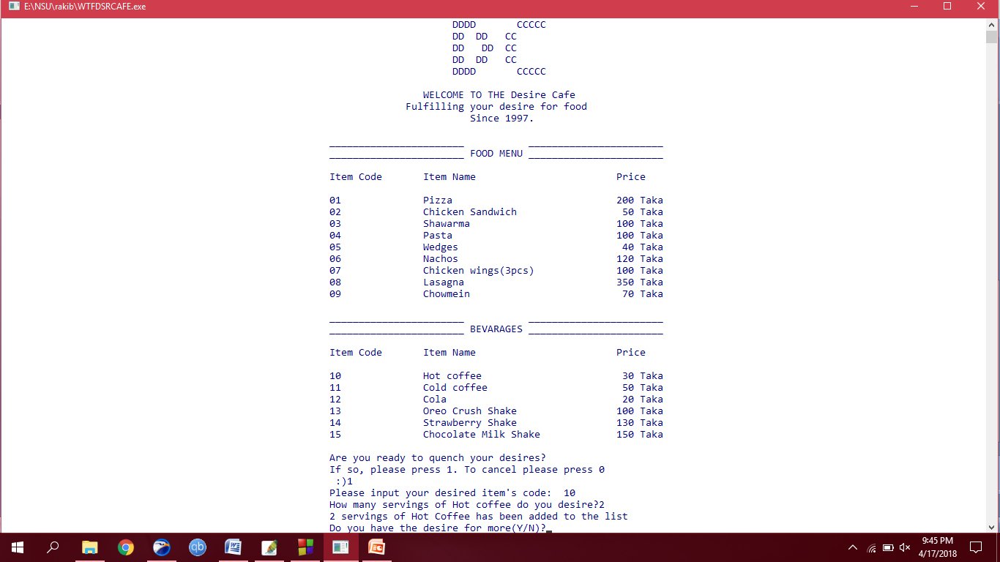 E:\NSU\rakib\WTFDSRCAFE.exe
DDDD       CCCCC
DD  DD   CC
DD   DD  CC
DD  DD   CC
DDDD       CCCCC
WELCOME TO THE Desire Cafe
Fulfilling your desire for food
Since 1997.
_______________________           _______________________
_______________________ FOOD MENU _______________________
Item Code       Item Name                        Price
01              Pizza                            200 Taka
02              Chicken Sandwich                  50 Taka
03              Shawarma                         100 Taka
04              Pasta                            100 Taka
05              Wedges                            40 Taka
06              Nachos                           120 Taka
07              Chicken wings(3pcs)              100 Taka
08              Lasagna                          350 Taka
09              Chowmein                          70 Taka
_______________________           _______________________
_______________________ BEVARAGES _______________________
Item Code       Item Name                        Price
10              Hot coffee                        30 Taka
11              Cold coffee                       50 Taka
12              Cola                              20 Taka
13              Oreo Crush Shake                 100 Taka
14              Strawberry Shake                 130 Taka
15              Chocolate Milk Shake             150 Taka
Are you ready to quench your desires?
If so, please press 1. To cancel please press 0
:)1
Please input your desired item's code:  10
How many servings of Hot coffee do you desire?2
2 servings of Hot Coffee has been added to the list
Do you have the desire for more(Y/N)?_
9:45 PM
4/17/2018